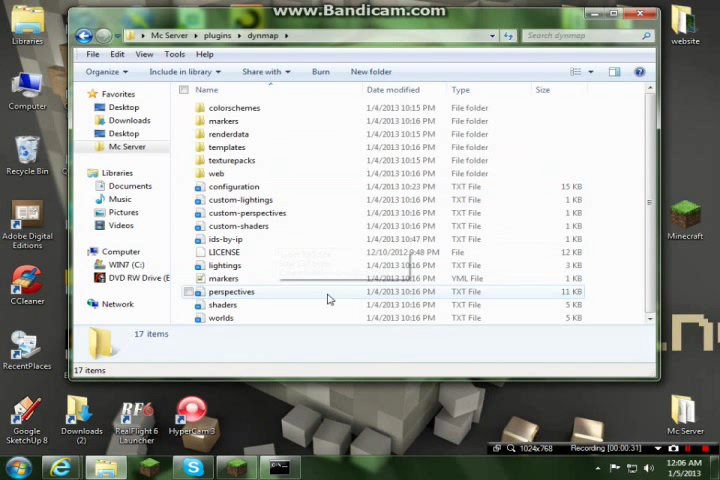 www.Bandicam.com
Libraries
Mc Server
plugins
dynmap
Search dynmap
website
File
Edit
View
Tools
Help
Organize
Include in library
Share with
Burn
New folder
Favorites
Desktop
Downloads
Desktop
Mc Server
Libraries
Documents
Music
Pictures
Videos
Computer
WIN7 (C:)
DVD RW Drive (E
Network
Name Date modified Type Size
colorschemes 1/4/2013 10:15 PM File folder
markers 1/4/2013 10:16 PM File folder
renderdata 1/4/2013 10:15 PM File folder
templates 1/4/2013 10:16 PM File folder
texturepacks 1/4/2013 10:15 PM File folder
web 1/4/2013 10:16 PM File folder
configuration 1/4/2013 10:23 PM TXT File 15 KB
custom-lightings 1/4/2013 10:16 PM TXT File 1 KB
custom-perspectives 1/4/2013 10:16 PM TXT File 1 KB
custom-shaders 1/4/2013 10:16 PM TXT File 1 KB
ids-by-ip 1/4/2013 10:47 PM TXT File 1 KB
LICENSE 12/10/2012 9:48 PM File 12 KB
lightings 1/4/2013 10:16 PM TXT File 3 KB
markers 1/4/2013 10:16 PM YML File 1 KB
perspectives 1/4/2013 10:16 PM TXT File 11 KB
shaders 1/4/2013 10:16 PM TXT File 5 KB
worlds 1/4/2013 10:16 PM TXT File 5 KB
17 items
17 items
Computer
Recycle Bin
Adobe Digital
Editions
CCleaner
RecentPlaces
Google
SketchUp 8
Downloads
(2)
RF6
RealFlight 6
Launcher
HyperCam 3
Minecraft
Mc Server
1024x768
Recording [00:00:31]
12:06 AM
1/5/2013